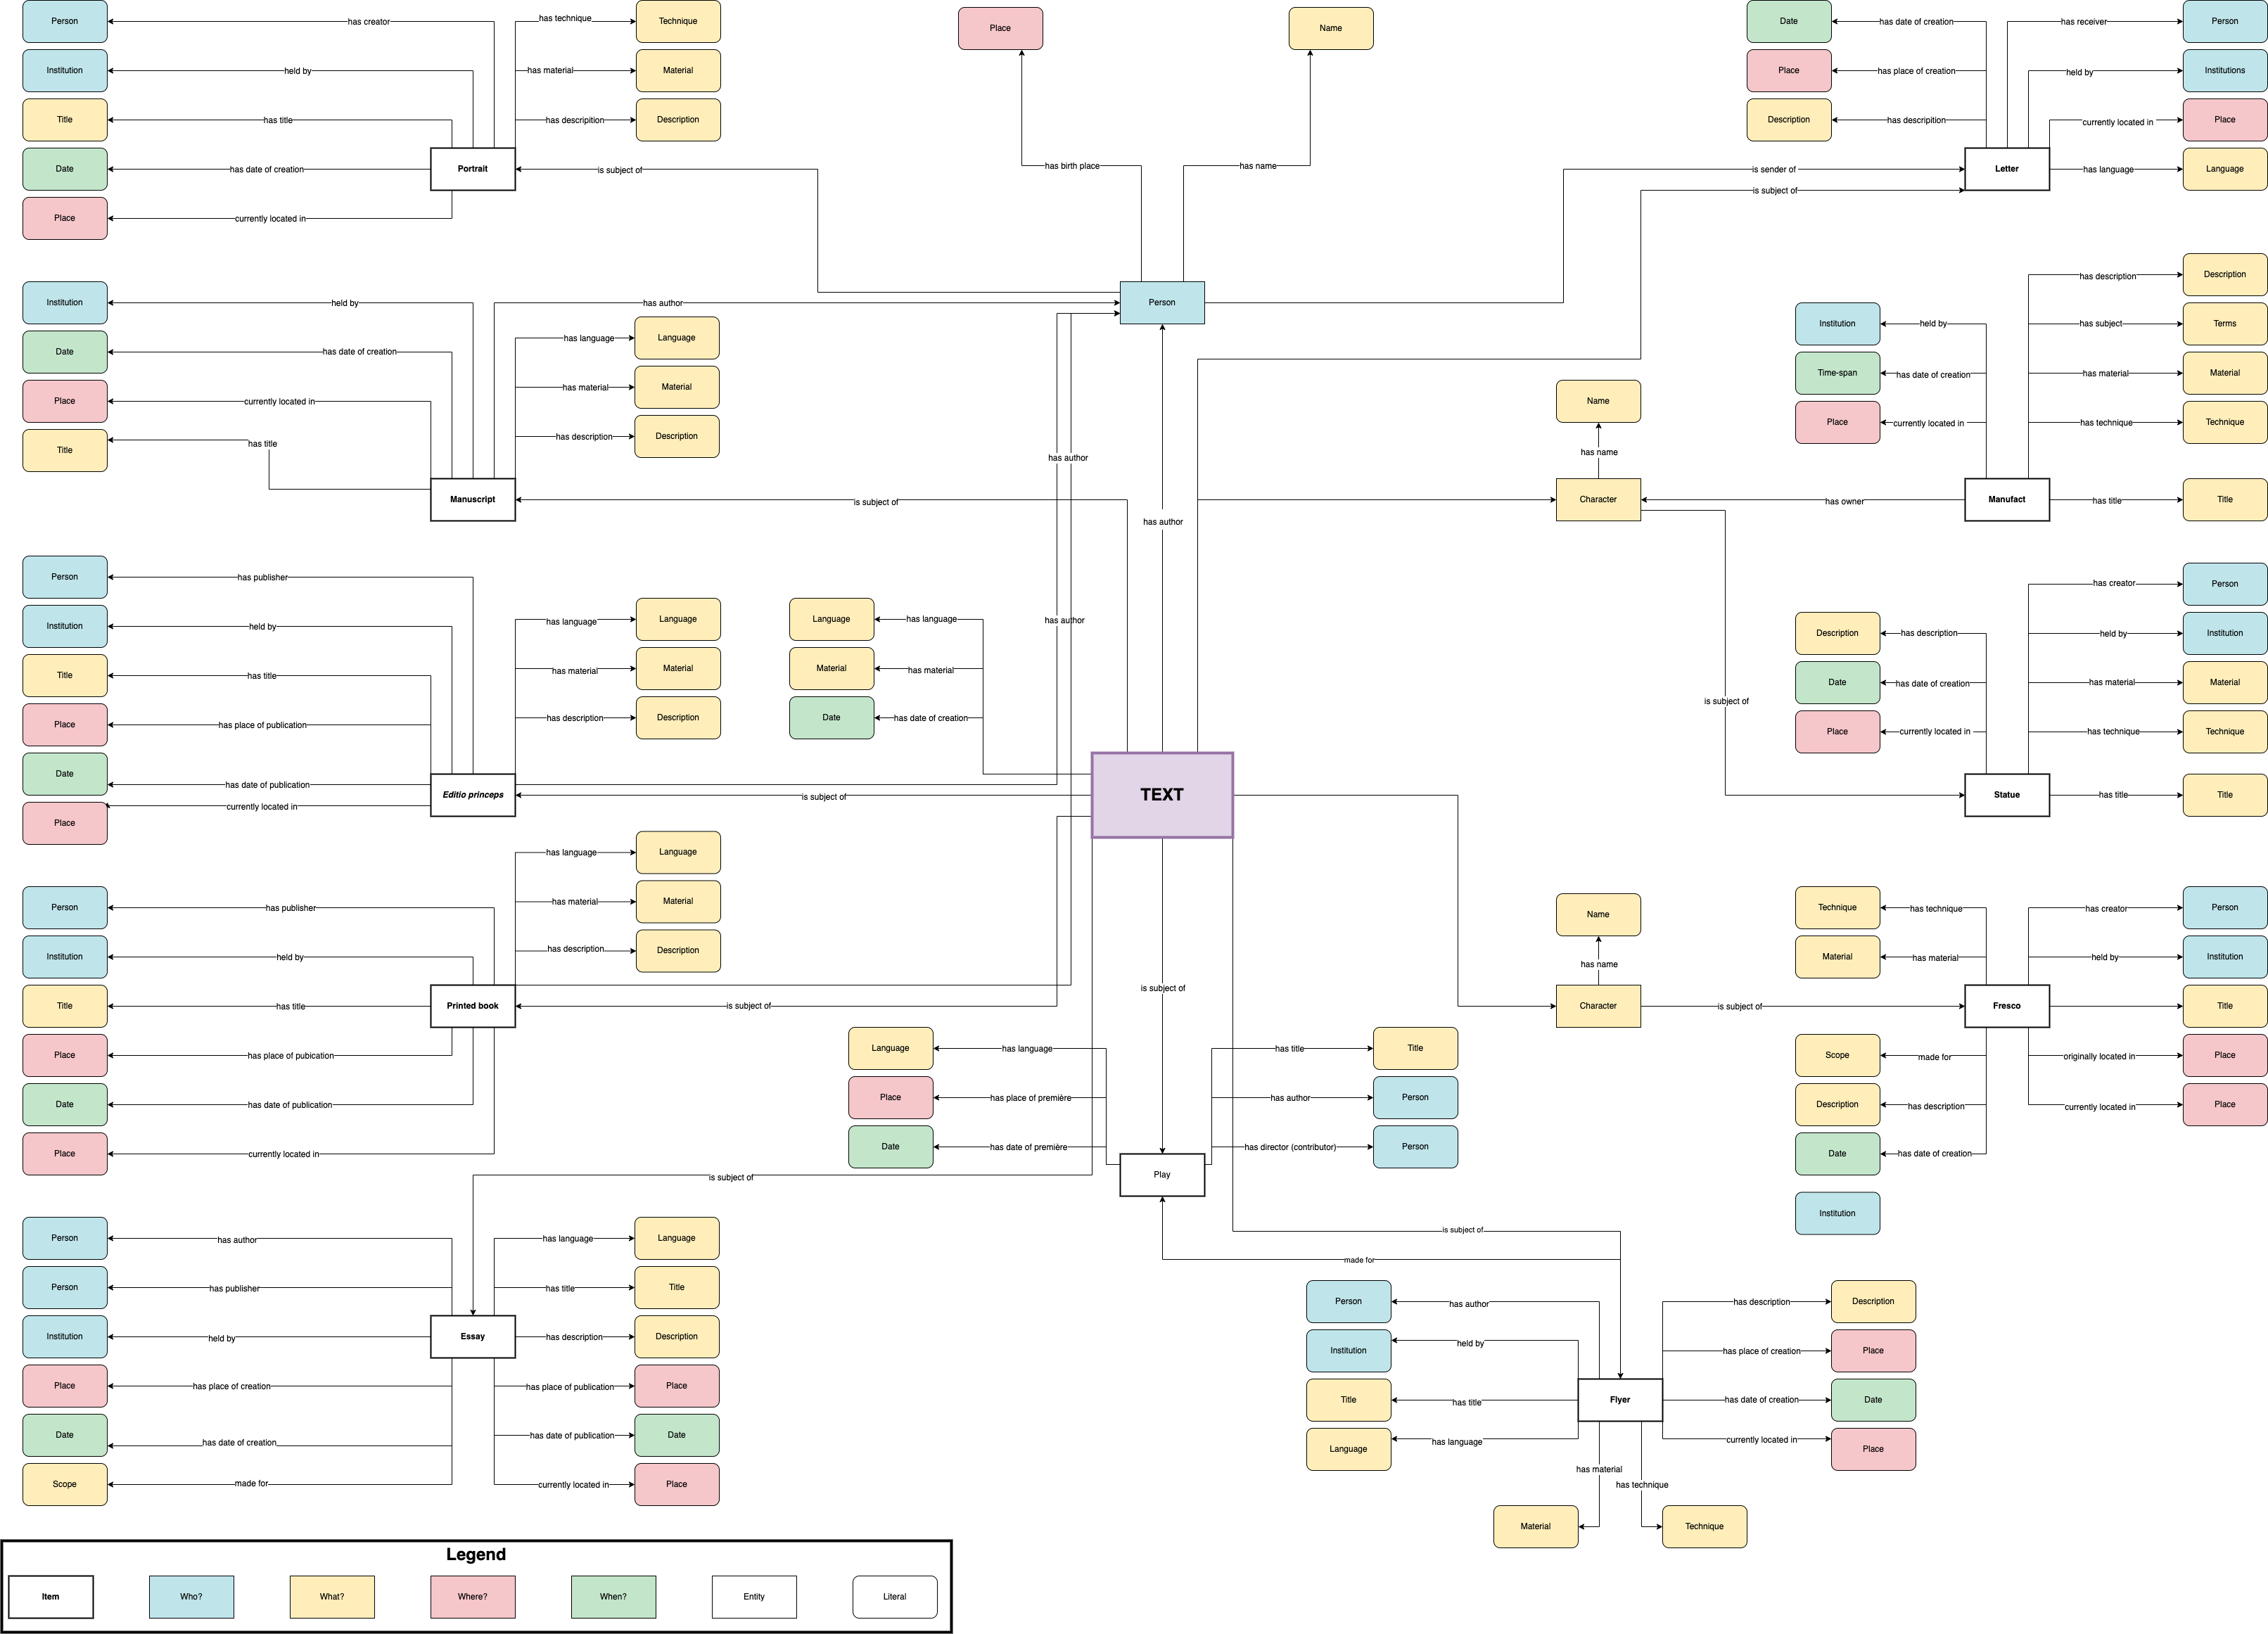 Person
has creator
has technique
Technique
Institution
held by
has material
Material
Title
has title
has descripition
Description
Date
has date of creation
Portrait
is subject of
Place
currently located in
Place
Name
has birth place
has name
Date
has date of creation
has receiver
Person
Place
has place of creation
held by
Institutions
Description
has descripition
currently located in
Place
is sender of
Letter
has language
Language
is subject of
Institution
held by
has author
Person
Date
has date of creation
has language
Language
Place
currently located in
has material
Material
Title
has title
has description
Description
Manuscript
is subject of
has author
has author
Name
has name
Character
has owner
Manufact
has title
Title
has description
Description
Institution
held by
has subject
Terms
Time-span
has date of creation
has material
Material
Place
currently located in
has technique
Technique
is subject of
Person
has publisher
Institution
held by
has language
Language
Title
has title
has material
Material
Place
has place of publication
has description
Description
Date
has date of publication
Editio princeps
is subject of
Place
currently located in
Language
has language
has author
Material
has material
Date
has date of creation
TEXT
has creator
Person
Description
has description
held by
Institution
Date
has date of creation
has material
Material
Place
currently located in
has technique
Technique
Statue
has title
Title
has language
Language
Person
has publisher
has material
Material
Institution
held by
has description
Description
Title
has title
Printed book
is subject of
Place
has place of pubication
Date
has date of publication
Place
currently located in
is subject of
Name
has name
Character
is subject of
Fresco
Title
Technique
has technique
has creator
Person
Material
has material
held by
Institution
Scope
made for
originally located in
Place
Description
has description
currently located in
Place
Date
has date of creation
Institution
Language
has language
has title
Title
Place
has place of première
has author
Person
Date
has date of première
has director (contributor)
Person
Play
is subject of
is subject of
made for
Person
has author
has language
Language
Person
has publisher
has title
Title
Institution
held by
Essay
has description
Description
Place
has place of creation
has place of publication
Place
Date
has date of creation
has date of publication
Date
Scope
made for
currently located in
Place
Person
has author
has description
Description
Institution
held by
has place of creation
Place
Title
has title
Flyer
has date of creation
Date
Language
has language
currently located in
Place
has material
has technique
Material
Technique
Legend
Item
Who?
What?
Where?
When?
Entity
Literal